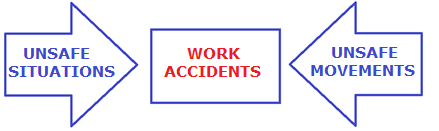 UNSAFE
SITUATIONS
WORK
ACCIDENTS
UNSAFE
MOVEMENTS